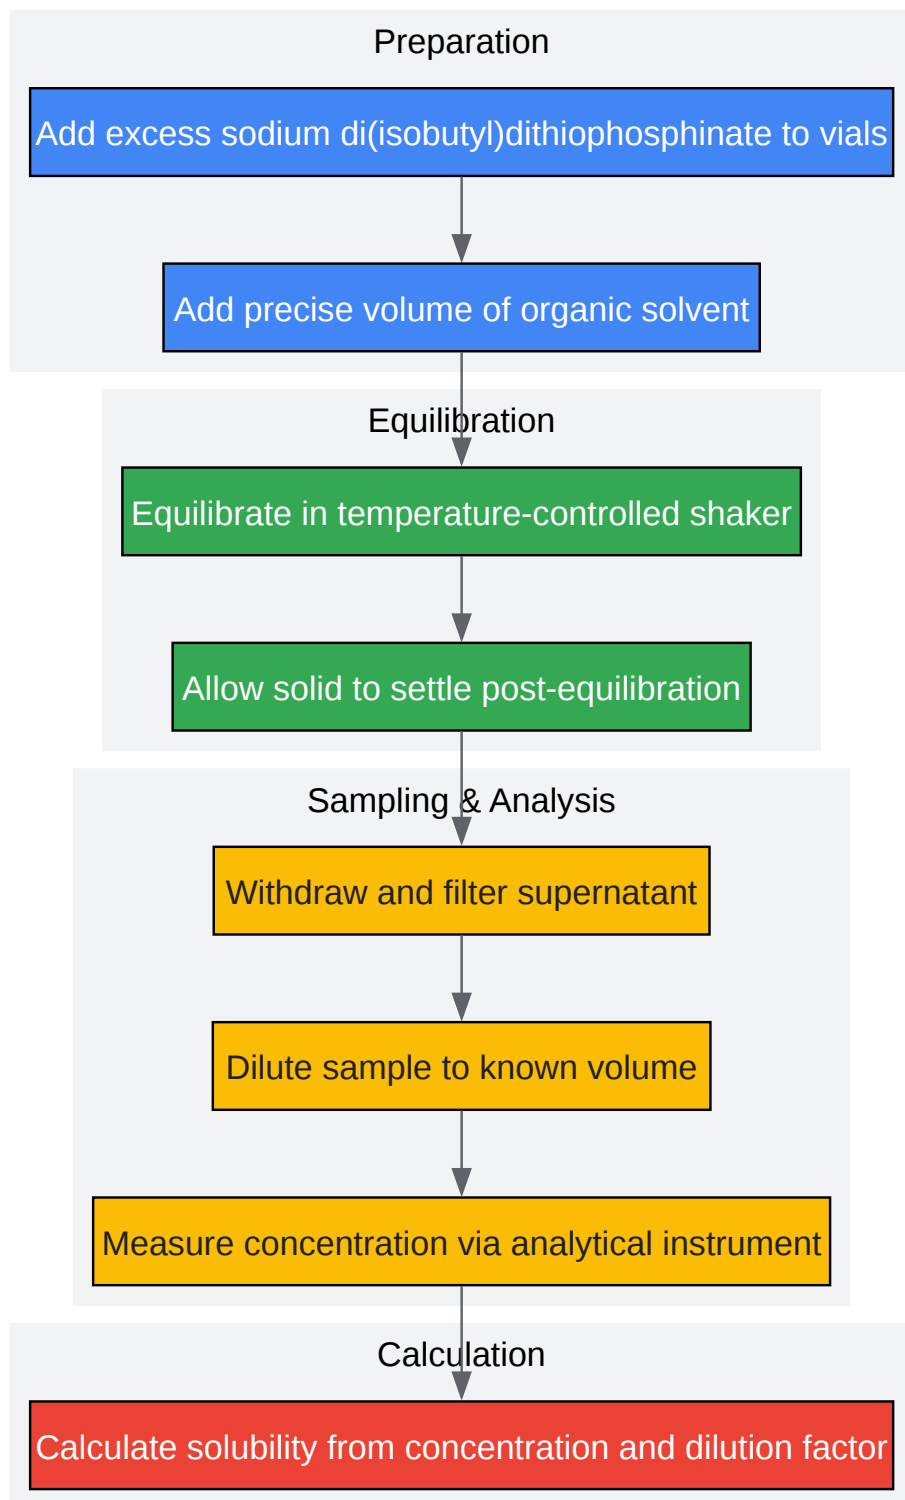 Preparation
Add excess sodium di(isobutyl)dithiophosphinate to vials
Add precise volume of organic solvent
Equilibration
Equilibrate in temperature-controlled shaker
Allow solid to settle post-equilibration
Sampling & Analysis
Withdraw and filter supernatant
Dilute sample to known volume
Measure concentration via analytical instrument
Calculation
Calculate solubility from concentration and dilution factor